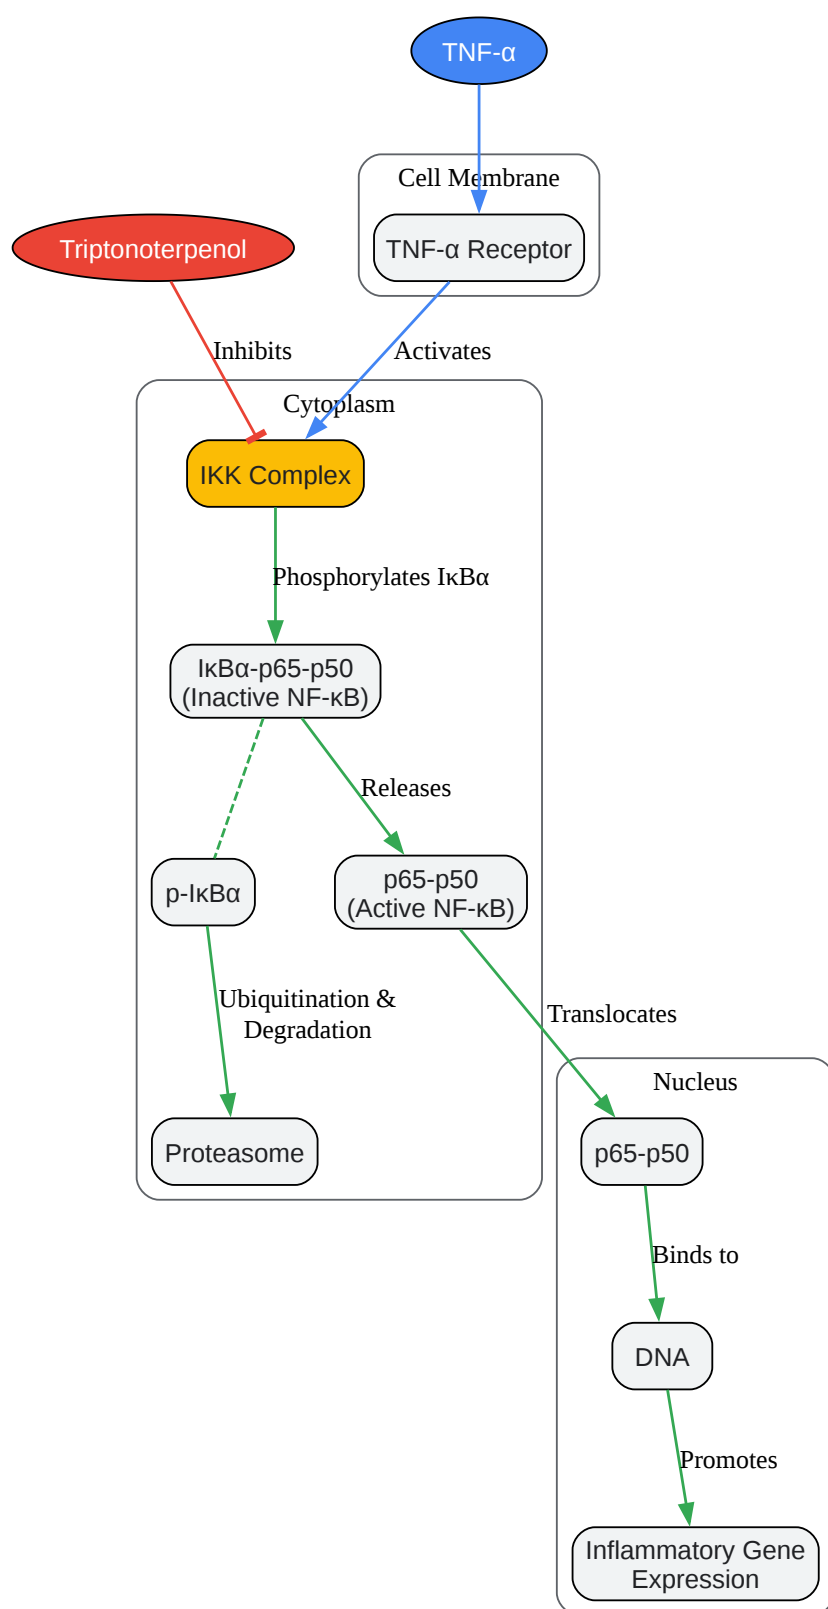 TNF-α
Cell Membrane
TNF-α Receptor
Triptonoterpenol
Inhibits
Activates
Cytoplasm
IKK Complex
Phosphorylates IκBα
IκBα-p65-p50
(Inactive NF-κB)
Releases
p-IκBα
p65-p50
(Active NF-κB)
Ubiquitination &
Degradation
Translocates
Nucleus
Proteasome
p65-p50
Binds to
DNA
Promotes
Inflammatory Gene
Expression